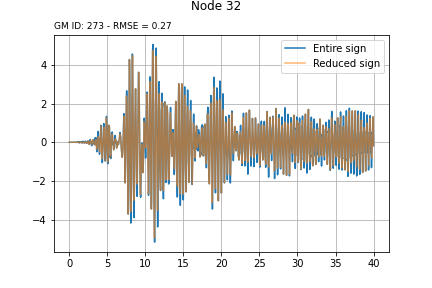 Node 32
GM ID: 273 - RMSE = 0.27
Entire sign
Reduced sign
4
2
0
−2
−4
0 5 10 15 20 25 30 35 40